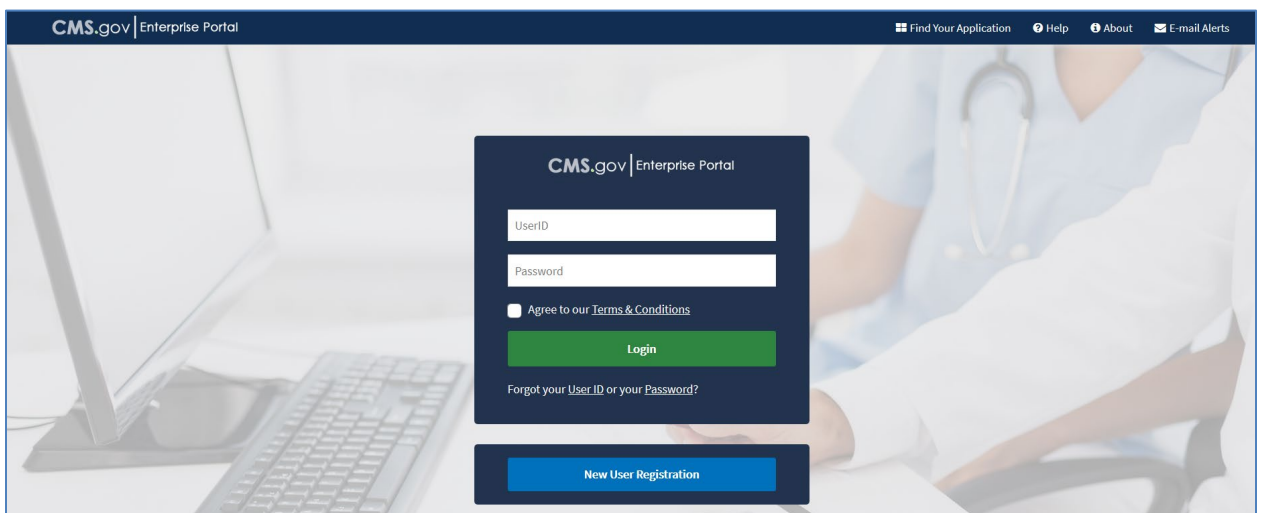 CMS.gov Enterprise Portal
Find Your Application Help About E-mail Alerts
CMS.gov Enterprise Portal
UserID
Password
Agree to our Terms & Conditions
Login
Forgot your User ID or your Password?
New User Registration